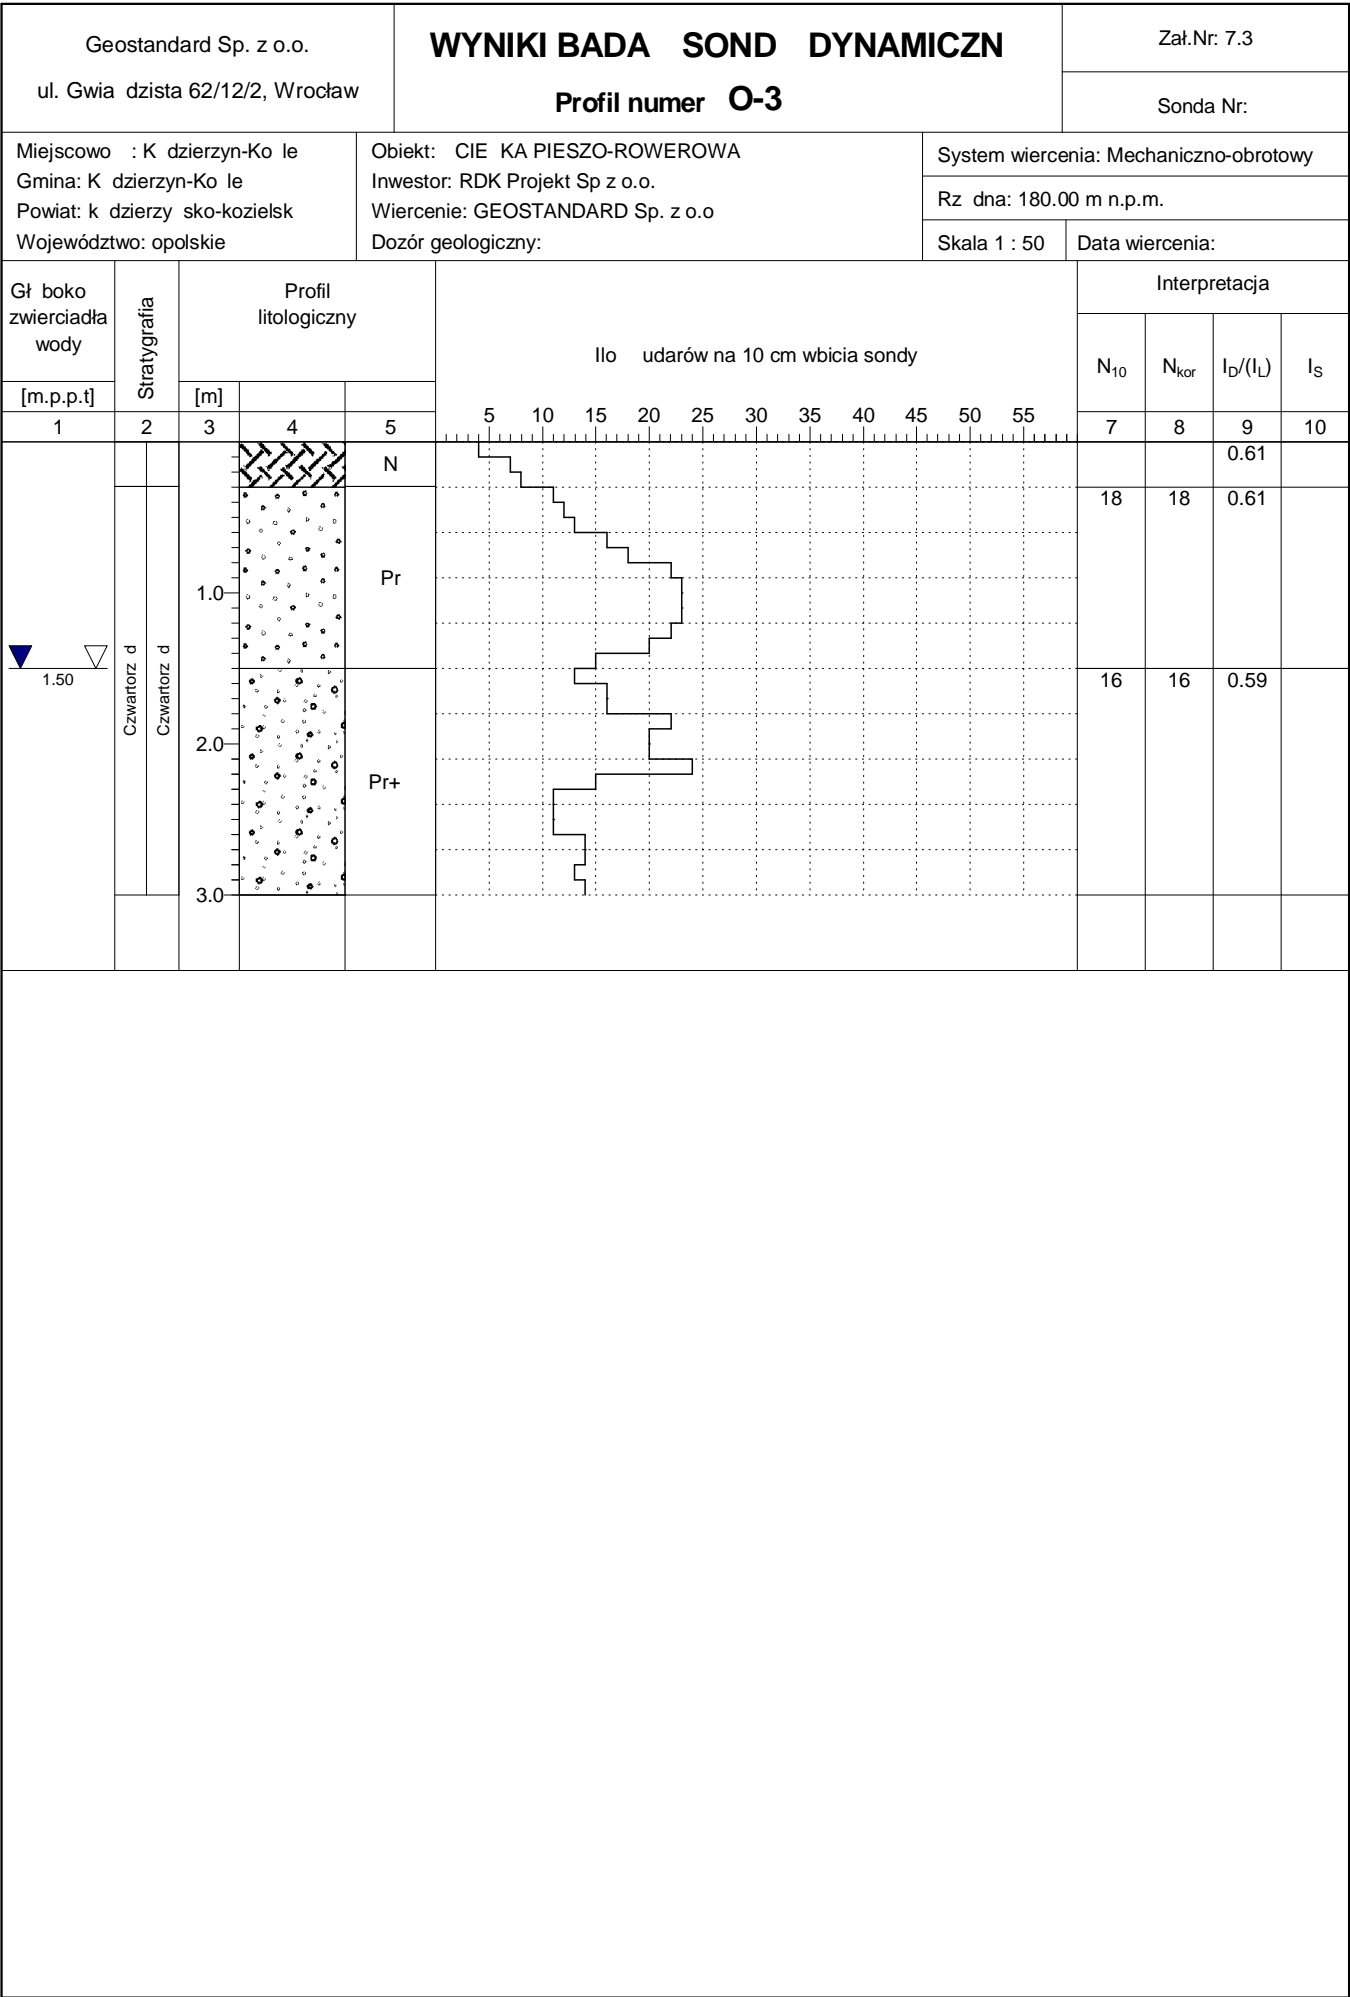 Geostandard Sp. z o.o.
ul. Gwia dzista 62/12/2, Wrocław
WYNIKI BADA SOND DYNAMICZN
Profil numer O-3
Zał.Nr: 7.3
Sonda Nr:
Miejscowo : K dzierzyn-Ko le
Gmina: K dzierzyn-Ko le
Powiat: k dzierzy sko-kozielsk
Województwo: opolskie
Obiekt: CIE KA PIESZO-ROWEROWA
Inwestor: RDK Projekt Sp z o.o.
Wiercenie: GEOSTANDARD Sp. z o.o
Dozór geologiczny:
System wiercenia: Mechaniczno-obrotowy
Rz dna: 180.00 m n.p.m.
Skala 1 : 50 Data wiercenia:
Gł boko
zwierciadła
wody
[m.p.p.t]
Stratygrafia
Profil
litologiczny
[m]
Ilo udarów na 10 cm wbicia sondy
Interpretacja
N10 Nkor ID/(IL) IS
5 10 15 20 25 30 35 40 45 50 55
1 2 3 4 5 7 8 9 10
N 0.61
18 18 0.61
Pr
1.0
1.50
Czwartorz d
Czwartorz d
16 16 0.59
2.0
Pr+
3.0